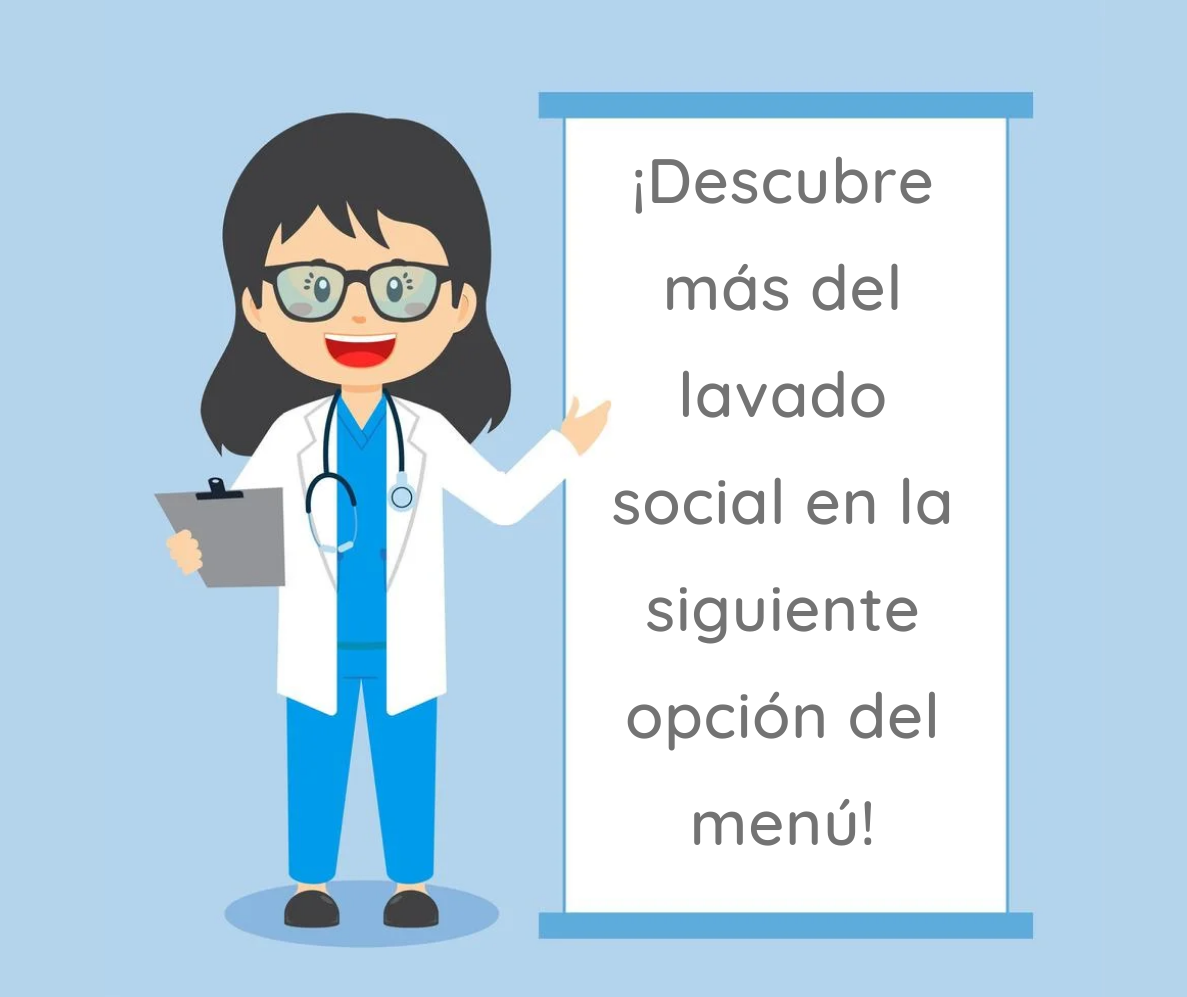 ¡Descubre
más del
lavado
social en la
siguiente
opción del
menú!